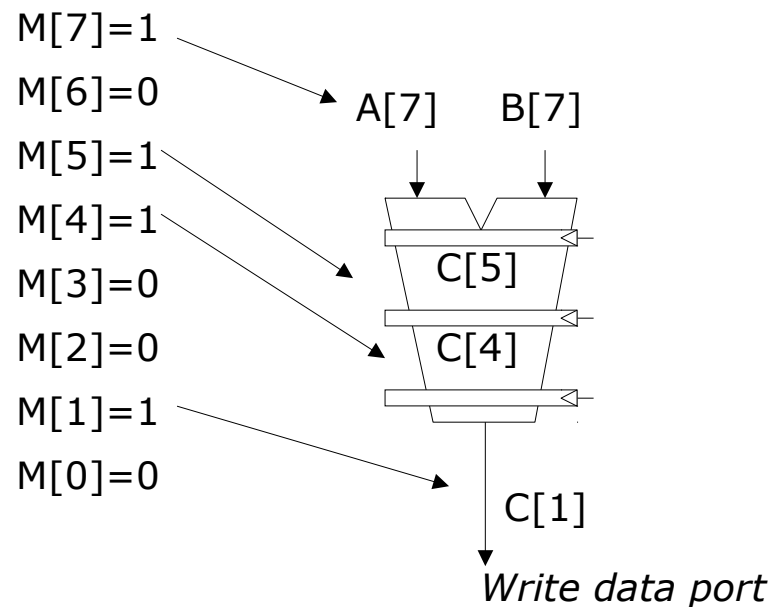 M[7]=1
M[6]=0
M[5]=1
M[4]=1
M[3]=0
M[2]=0
M[1]=1
M[0]=0
A[7] B[7]
C[5]
C[4]
C[1]
Write data port